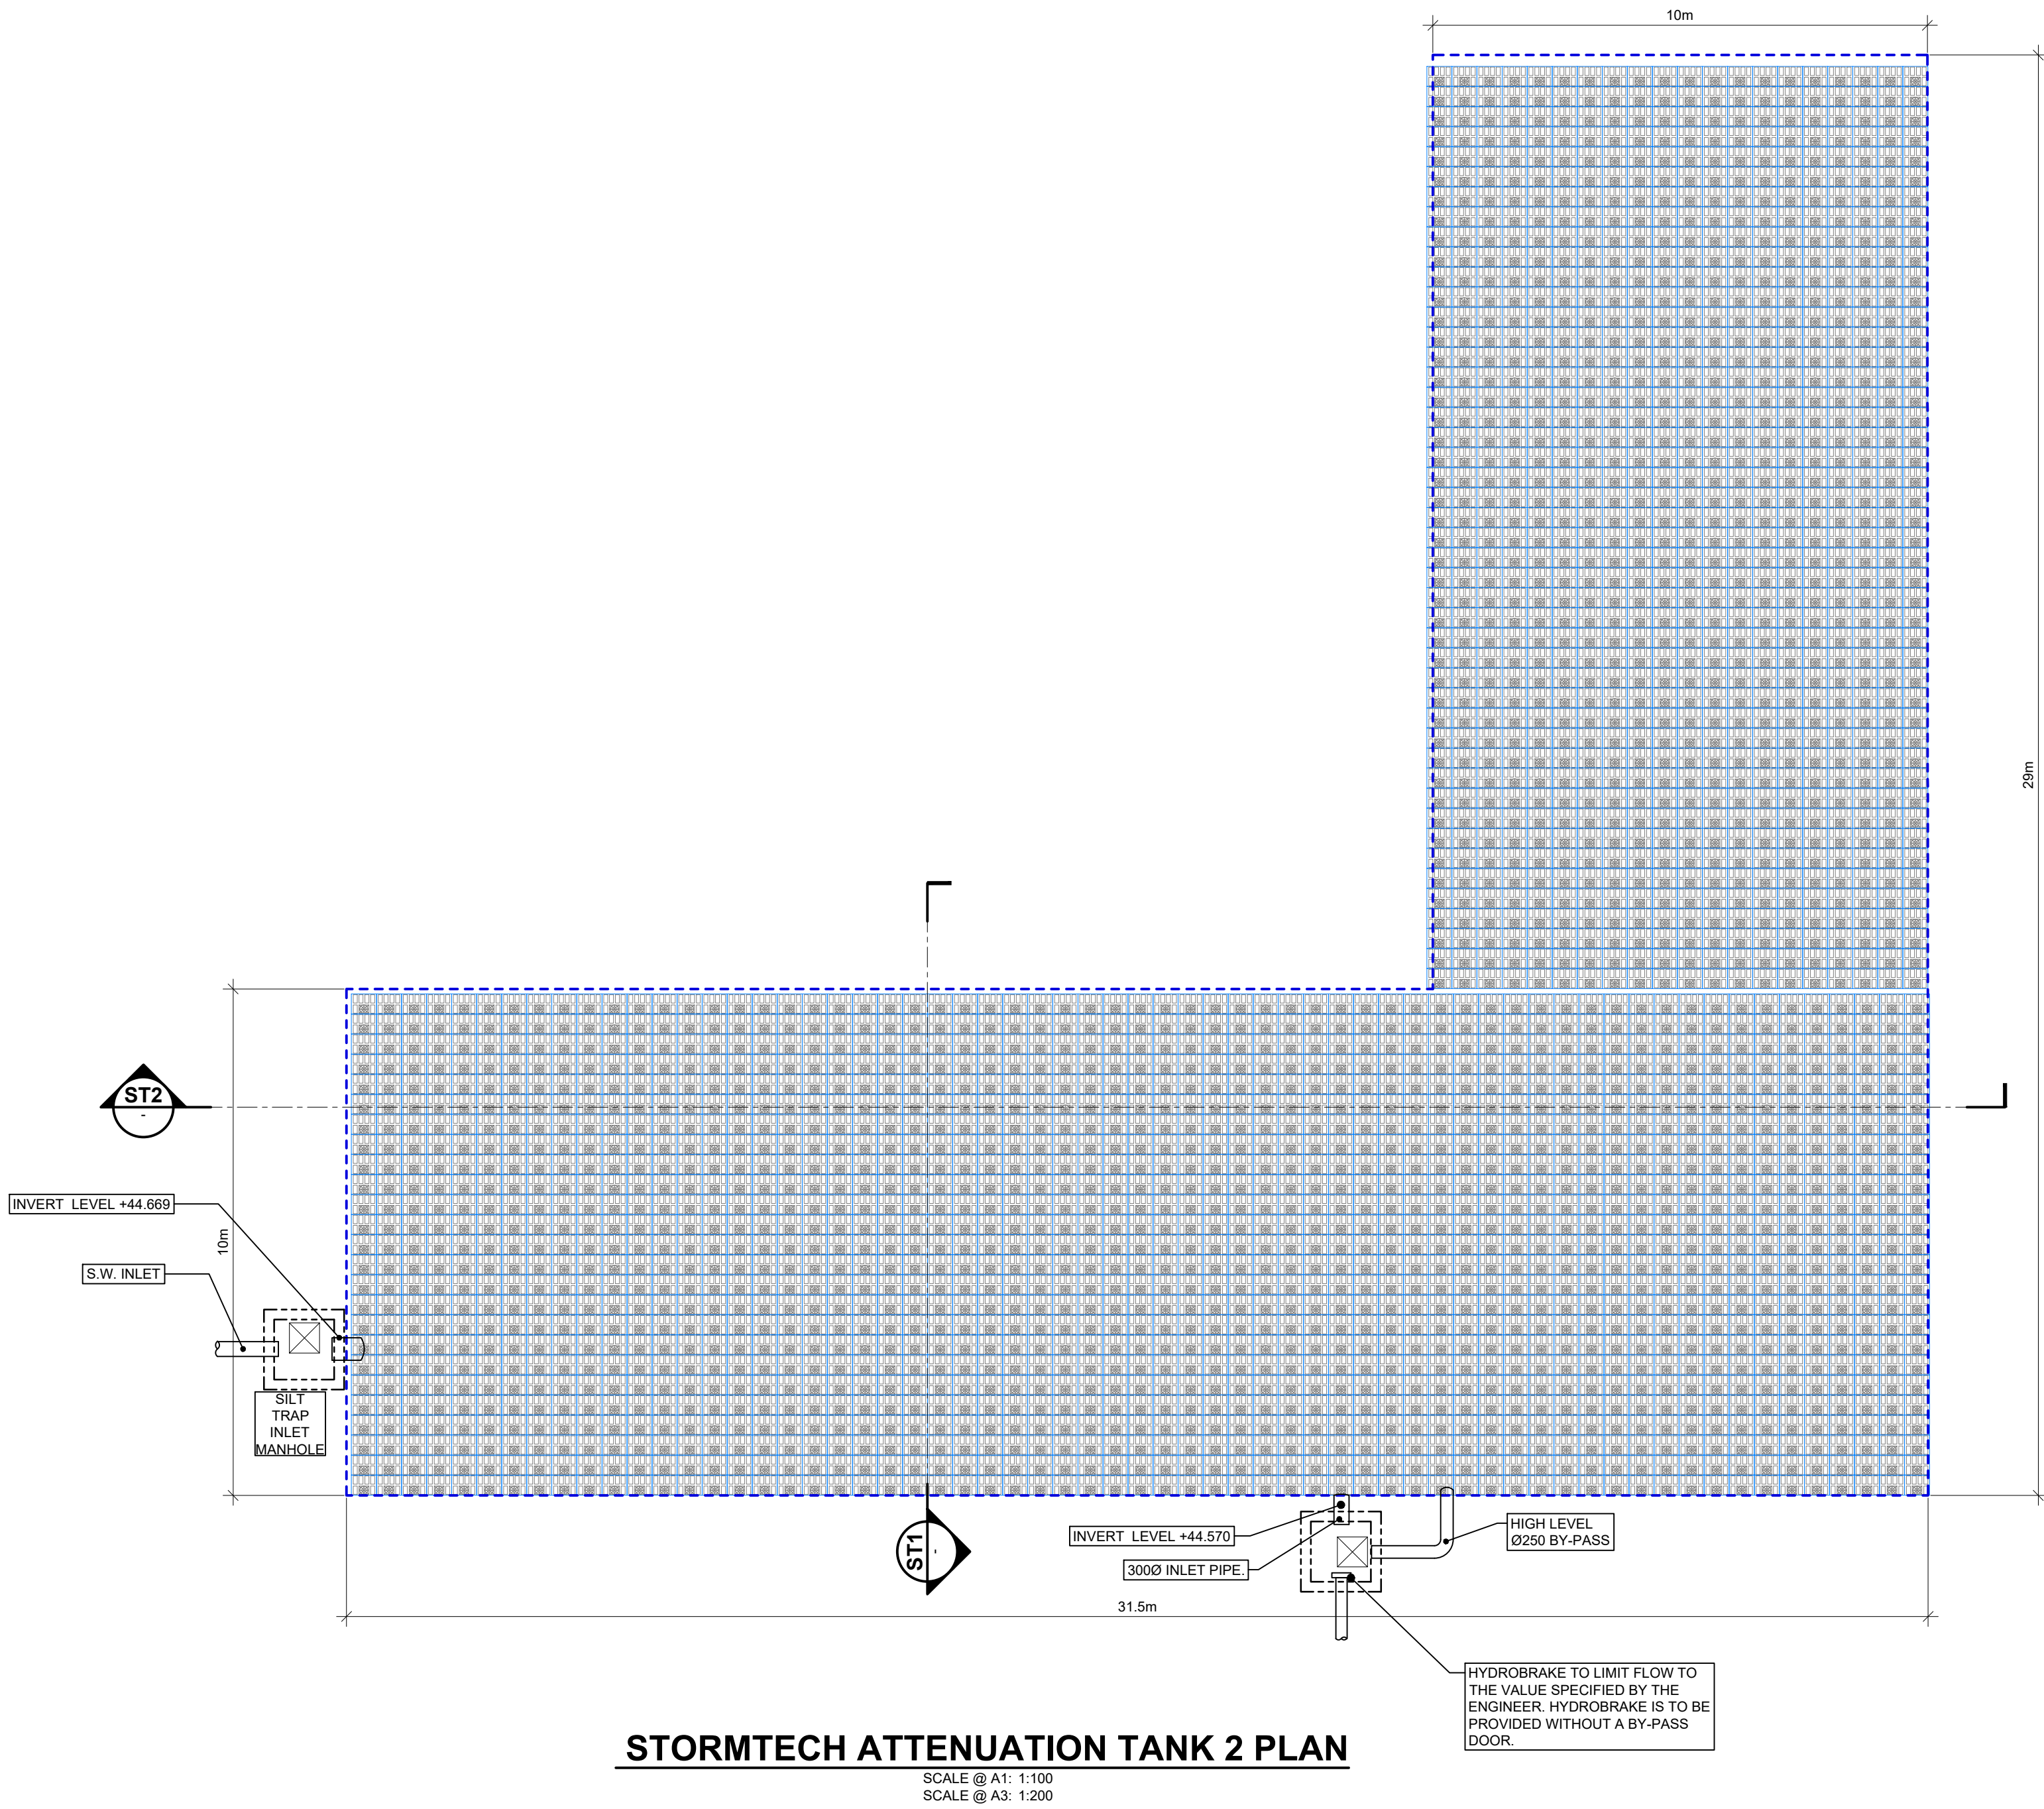 10m
29m
ST2
-
INVERT LEVEL +44.669
10m
S.W. INLET
SILT
TRAP
INLET
MANHOLE
ST1
-
INVERT LEVEL +44.570
300Ø INLET PIPE.
HIGH LEVEL
Ø250 BY-PASS
31.5m
HYDROBRAKE TO LIMIT FLOW TO
THE VALUE SPECIFIED BY THE
ENGINEER. HYDROBRAKE IS TO BE
PROVIDED WITHOUT A BY-PASS
DOOR.
STORMTECH ATTENUATION TANK 2 PLAN
SCALE @ A1: 1:100
SCALE @ A3: 1:200